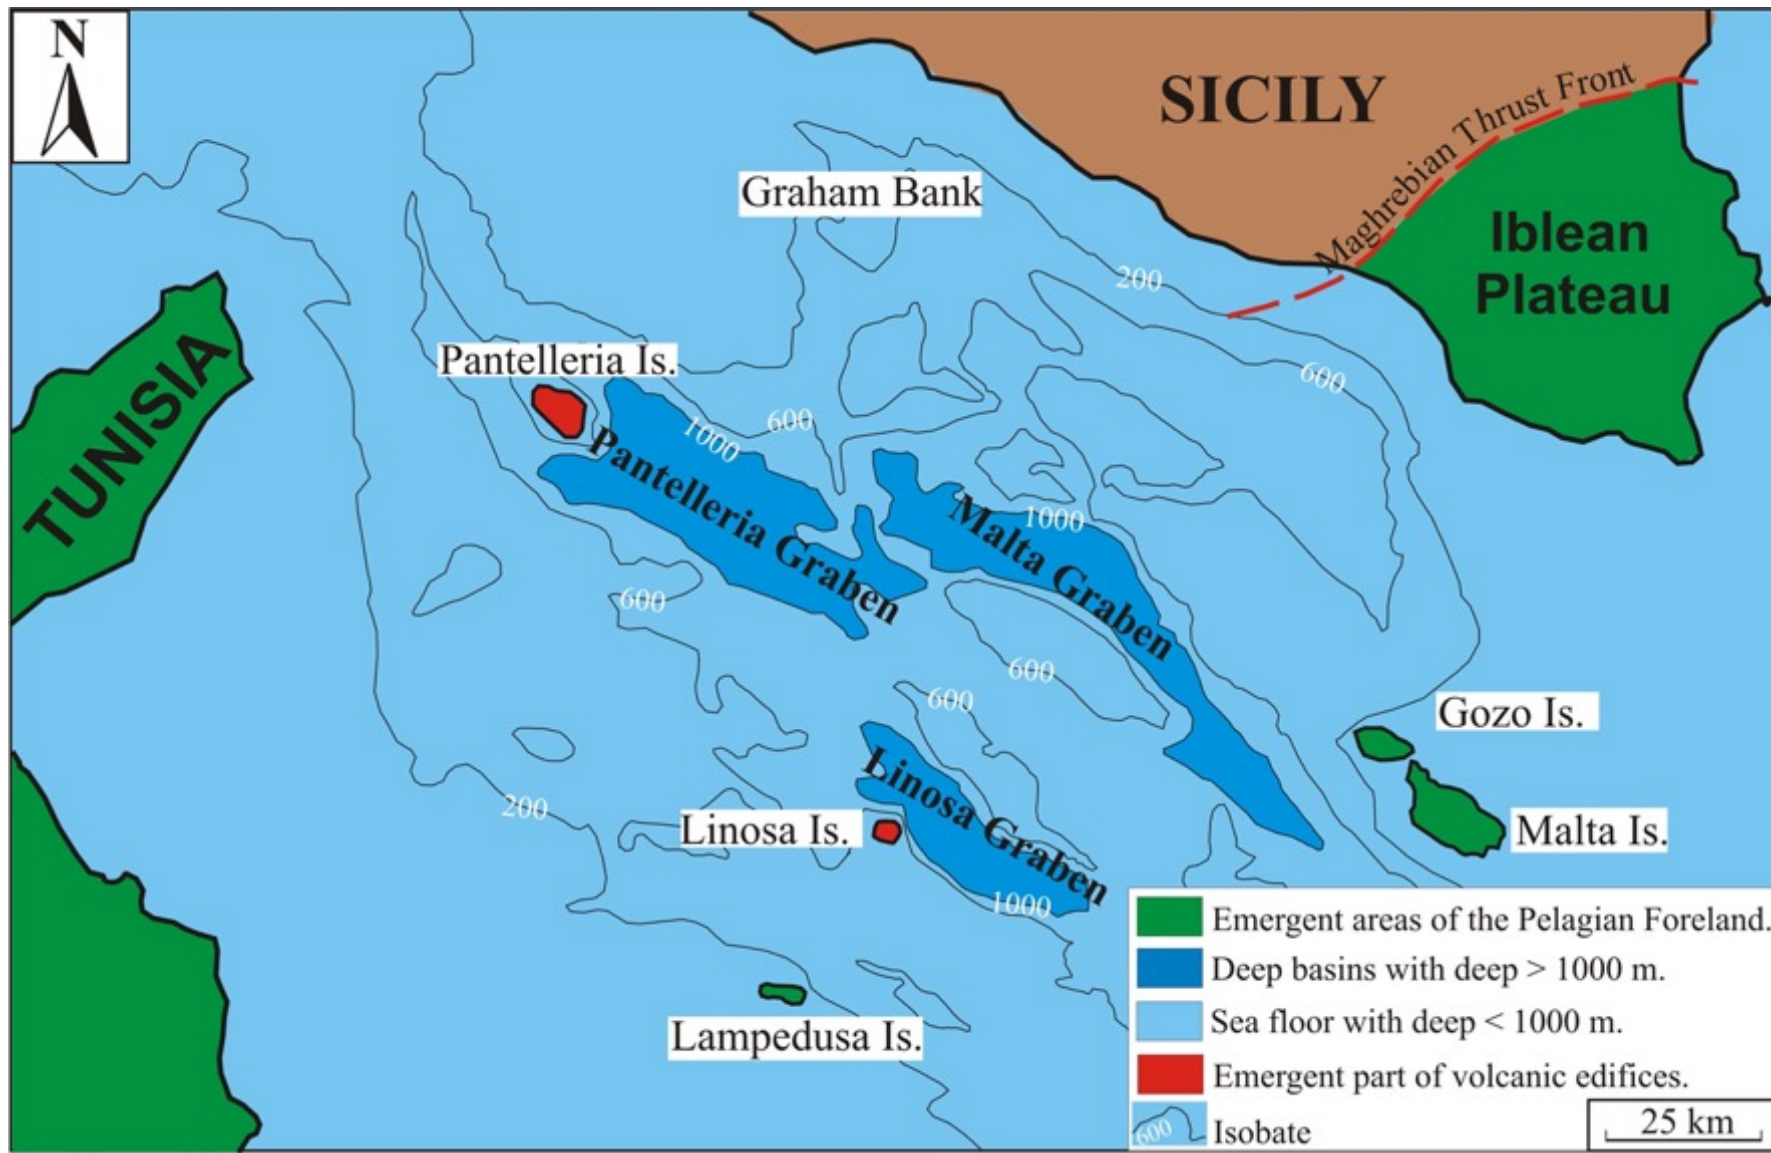 N
SICILY
Maghrebian Thrust Front
Graham Bank
Iblean
Plateau
200
600
TUNISIA
Pantelleria Is.
1000
600
Pantelleria Graben
Malta Graben
1000
600
600
600
Gozo Is.
Linosa Graben
200
Linosa Is.
Malta Is.
1000
Lampedusa Is.
Emergent areas of the Pelagian Foreland.
Deep basins with deep > 1000 m.
Sea floor with deep < 1000 m.
Emergent part of volcanic edifices.
600
Isobate
25 km